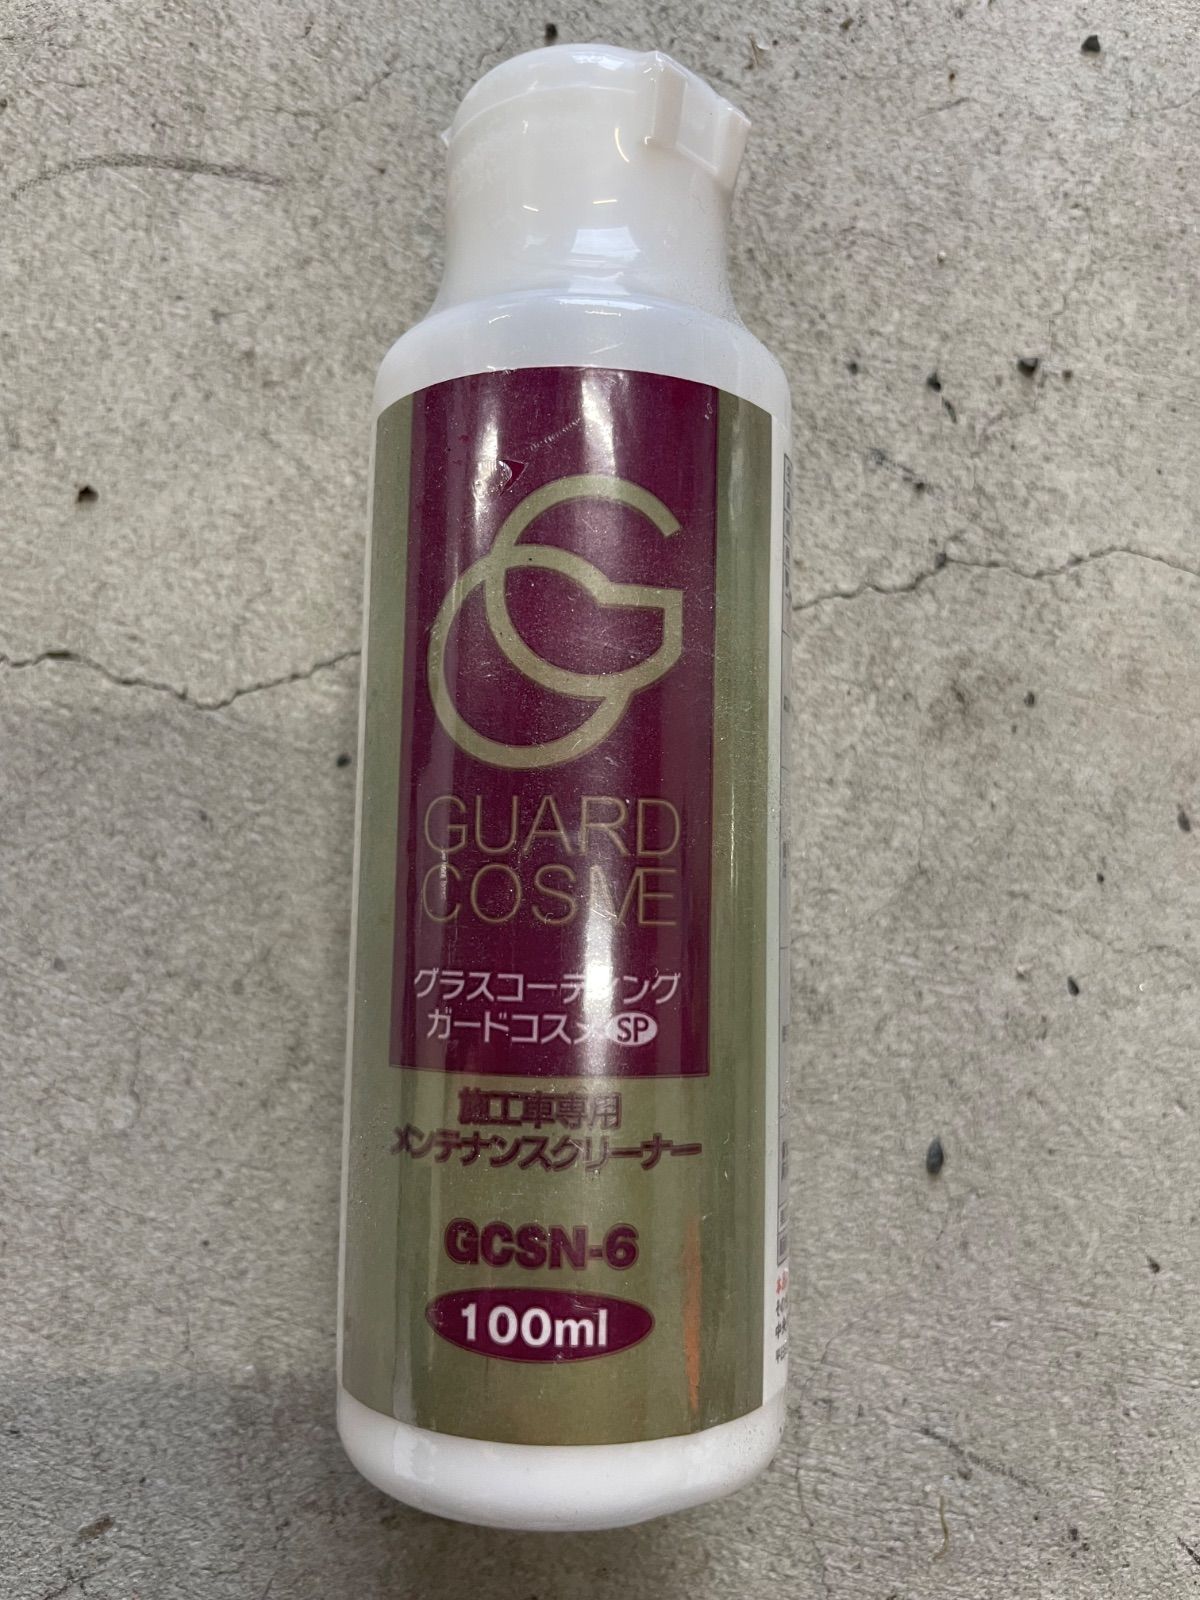 GUARD
COSME
グラスコーティング
ガードコスメSP
施工車専用
メンテナンスクリーナー
GCSN-6
100ml